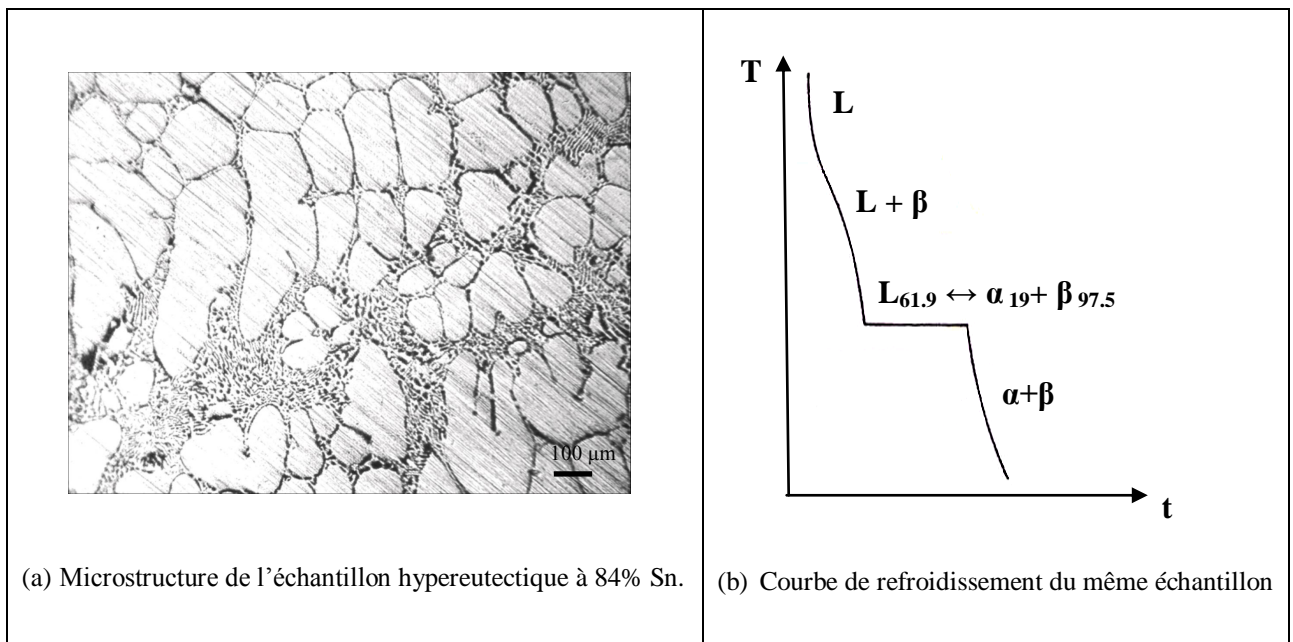 100 µm
(a) Microstructure de l’échantillon hypereutectique à 84% Sn.
T
L
L + β
L₆₁.₉ ↔ α ₁₉+ β ₉₇.₅
α+β
t
(b) Courbe de refroidissement du même échantillon